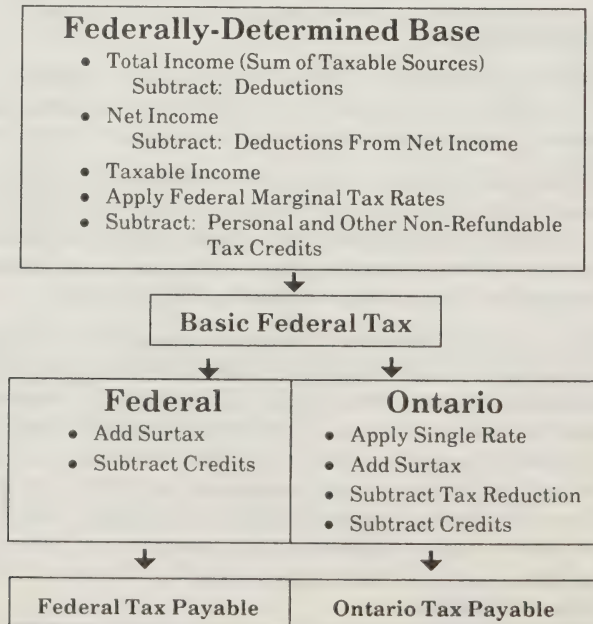 Federally-Determined Base
• Total Income (Sum of Taxable Sources)
Subtract: Deductions
• Net Income
Subtract: Deductions From Net Income
• Taxable Income
• Apply Federal Marginal Tax Rates
• Subtract: Personal and Other Non-Refundable
Tax Credits
Basic Federal Tax
Federal
• Add Surtax
• Subtract Credits
Ontario
• Apply Single Rate
• Add Surtax
• Subtract Tax Reduction
• Subtract Credits
Federal Tax Payable
Ontario Tax Payable